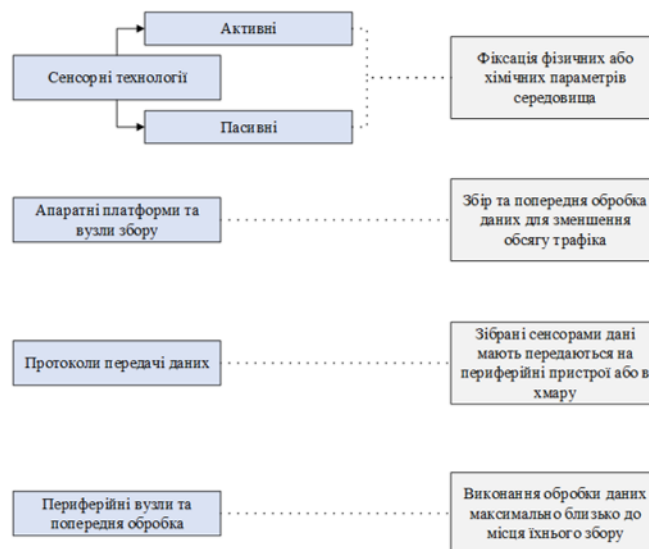 Активні
Сенсорні технології
Пасивні
Фіксація фізичних або
хімічних параметрів
середовища
Апаратні платформи та
вузли збору
Збір та попередня обробка
даних для зменшення
обсягу трафіка
Протоколи передачі даних
Зібрані сенсорами дані
мають передаються на
периферійні пристрої або в
хмару
Периферійні вузли та
попередня обробка
Виконання обробки даних
максимально близько до
місця їхнього збору